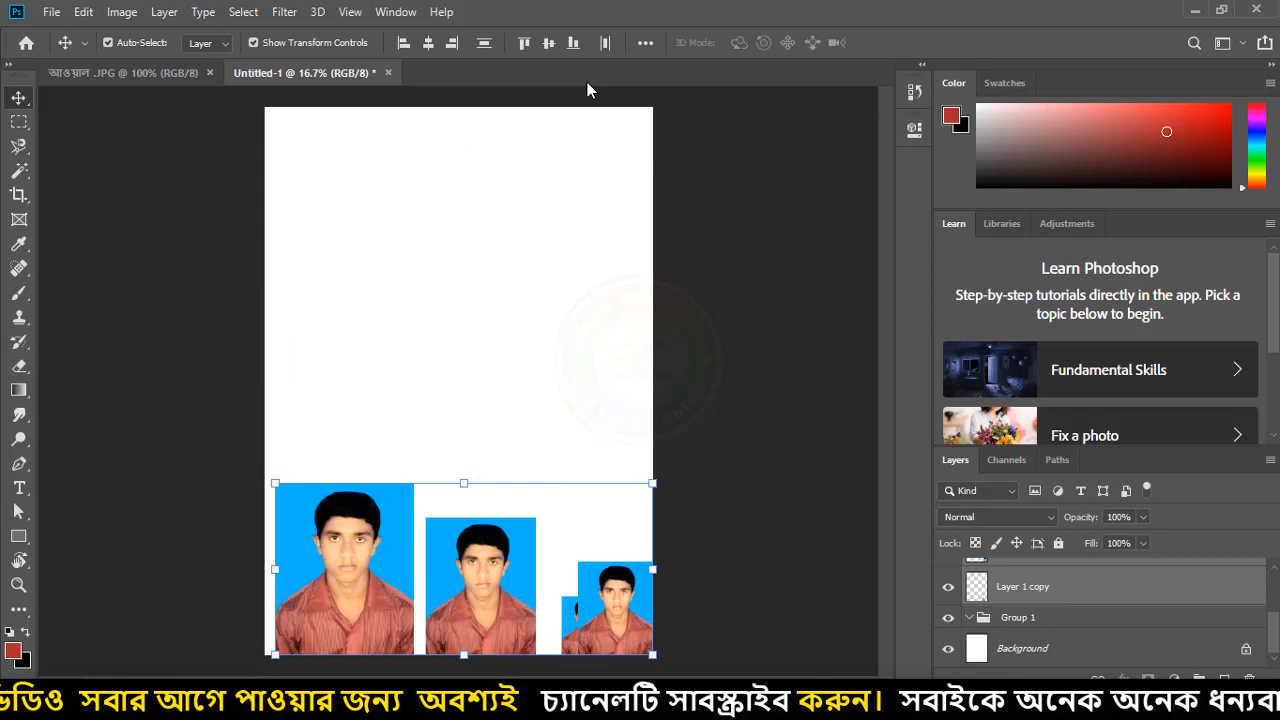 Ps File Edit Image Layer Type Select Filter 3D View Window Help
Auto-Select: Layer Show Transform Controls 3D Mode:
আওয়াল .JPG @ 100% (RGB/8) × Untitled-1 @ 16.7% (RGB/8) * ×
Color Swatches
Learn Libraries Adjustments
Learn Photoshop
Step-by-step tutorials directly in the app. Pick a
topic below to begin.
Fundamental Skills
Fix a photo
Layers Channels Paths
Kind
Normal Opacity: 100%
Lock: Fill: 100%
Layer 1 copy
Group 1
Background
ভিডিও সবার আগে পাওয়ার জন্য অবশ্যই চ্যানেলটি সাবস্ক্রাইব করুন। সবাইকে অনেক অনেক ধন্যবা